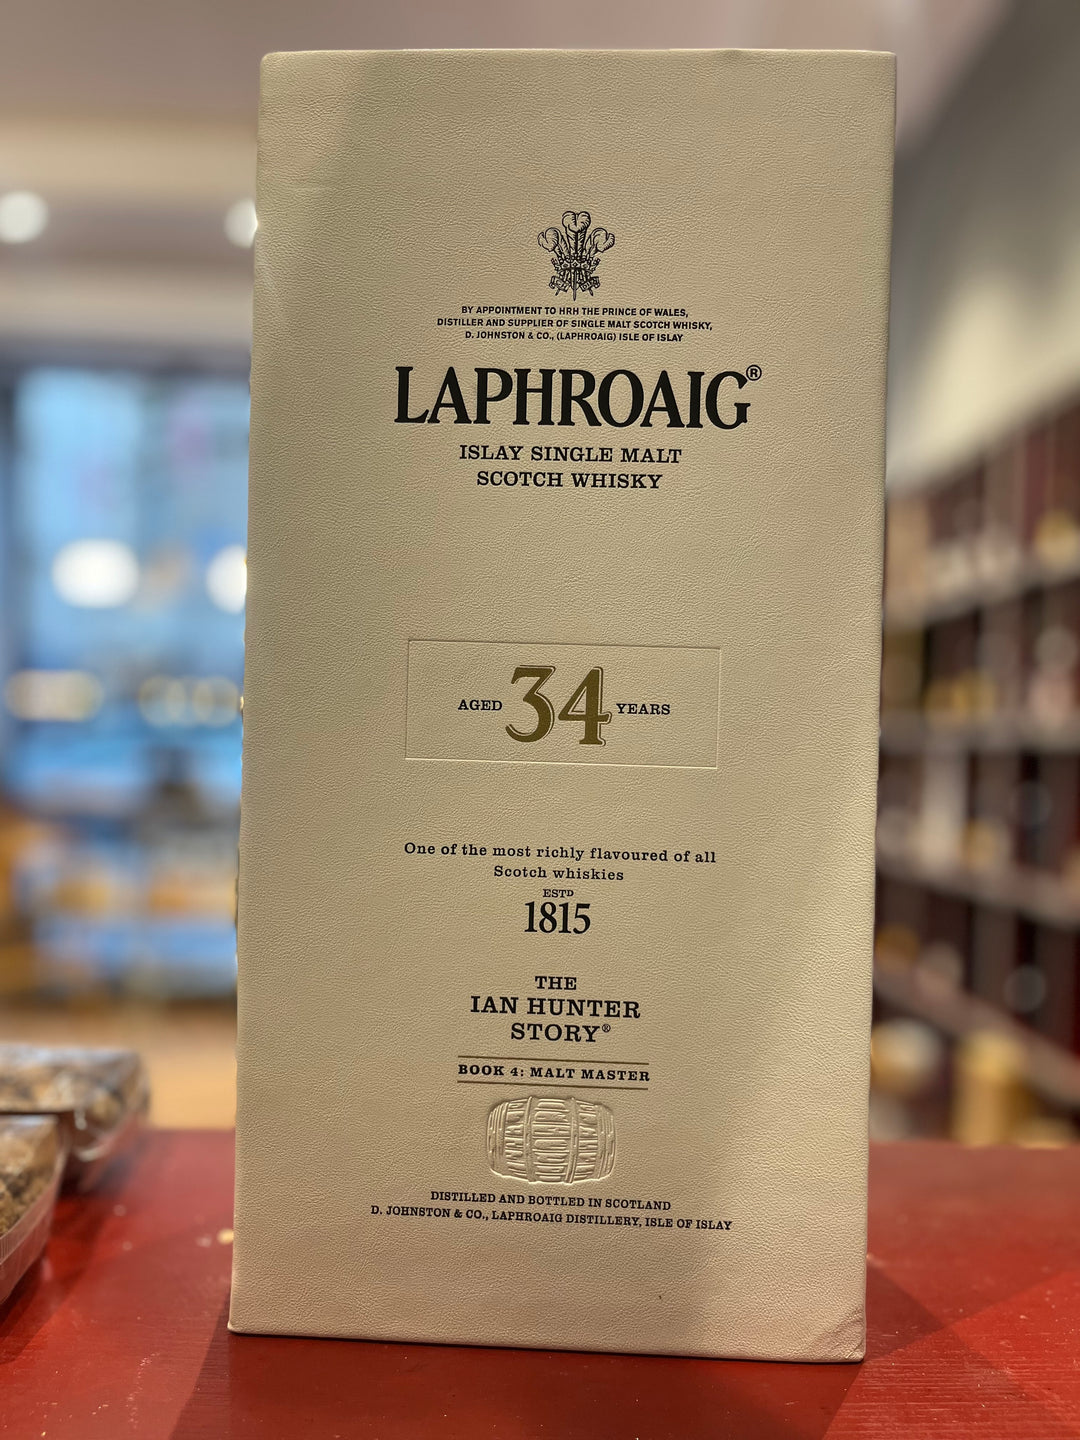 BY APPOINTMENT TO HRH THE PRINCE OF WALES,
DISTILLER AND SUPPLIER OF SINGLE MALT SCOTCH WHISKY,
D. JOHNSTON & CO., (LAPHROAIG) ISLE OF ISLAY
LAPHROAIG®
ISLAY SINGLE MALT
SCOTCH WHISKY
AGED 34 YEARS
One of the most richly flavoured of all
Scotch whiskies
ESTD
1815
THE
IAN HUNTER
STORY®
BOOK 4: MALT MASTER
DISTILLED AND BOTTLED IN SCOTLAND
D. JOHNSTON & CO., LAPHROAIG DISTILLERY, ISLE OF ISLAY